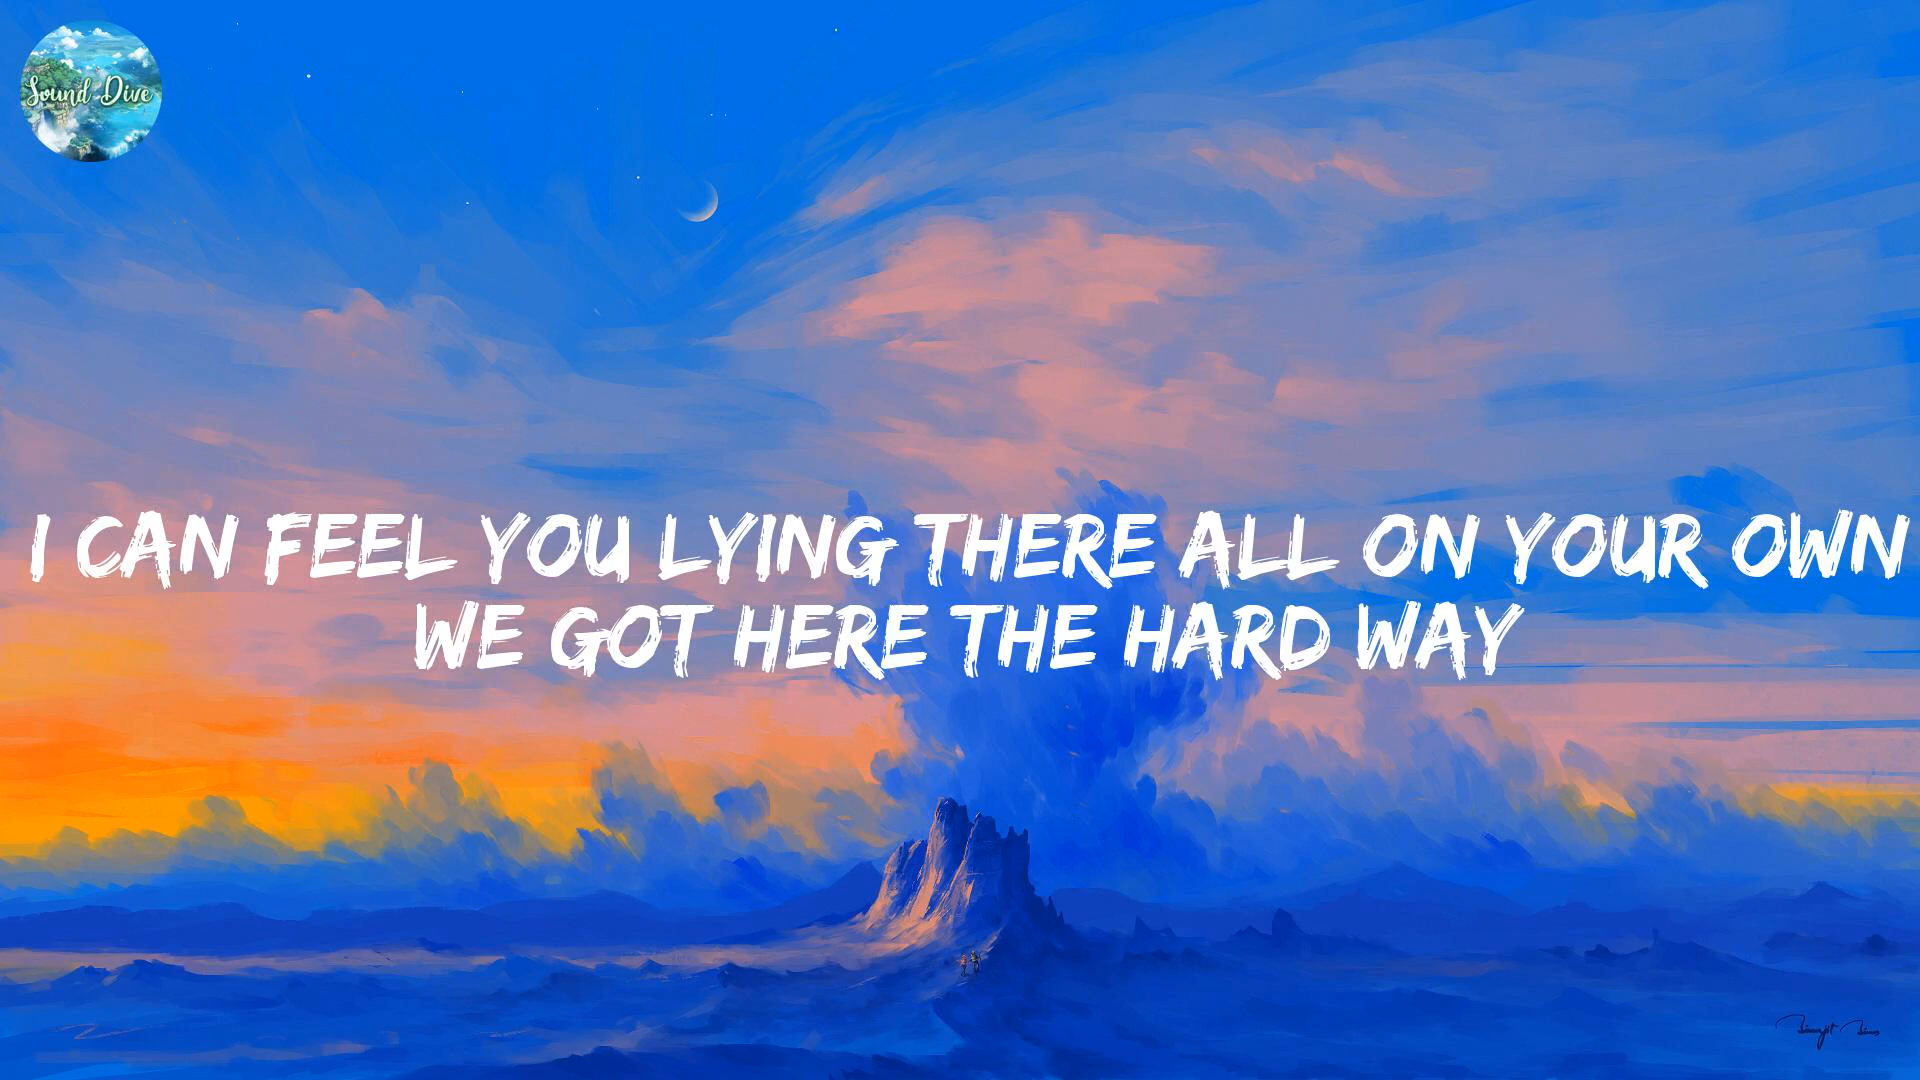 Sound Dive
I CAN FEEL YOU LYING THERE ALL ON YOUR OWN
WE GOT HERE THE HARD WAY